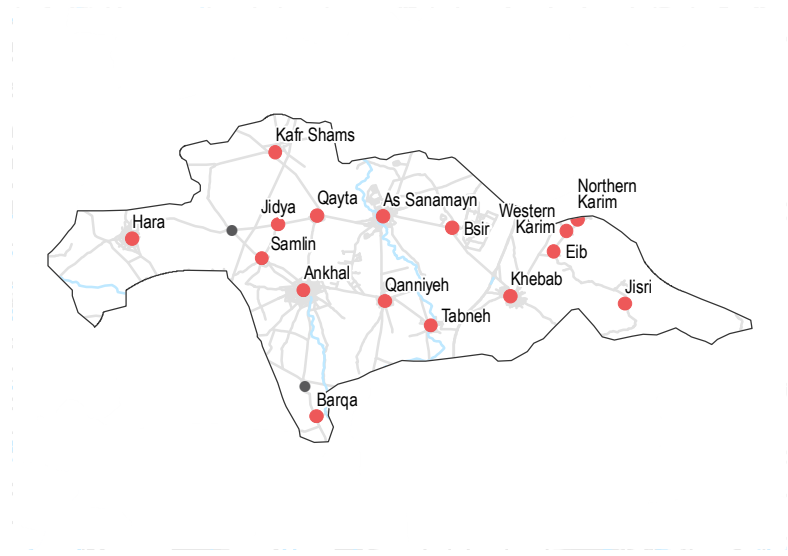 Kafr Shams
Northern
Karim
Jidya
Qayta
As Sanamayn
Western
Karim
Hara
Bsir
Samlin
Eib
Ankhal
Qanniyeh
Khebab
Jisri
Tabneh
Barqa